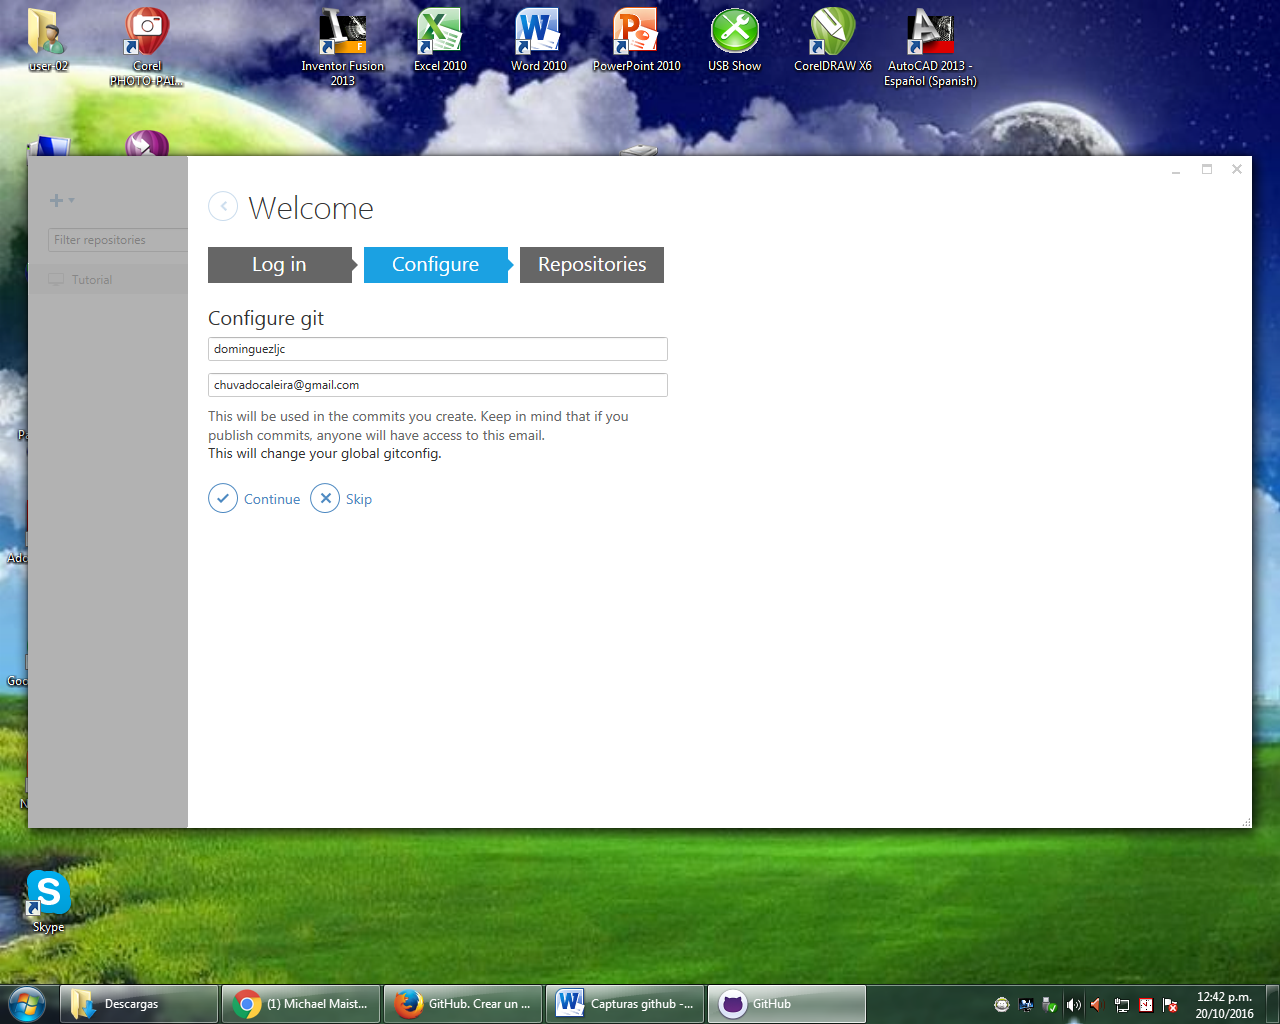 user-02
Corel
PHOTO-PAI...
Inventor Fusion
2013
Excel 2010
Word 2010
PowerPoint 2010
USB Show
CorelDRAW X6
AutoCAD 2013 -
Español (Spanish)
Welcome
Filter repositories
Tutorial
Log in
Configure
Repositories
Configure git
dominguezljc
chuvadocaleira@gmail.com
This will be used in the commits you create. Keep in mind that if you
publish commits, anyone will have access to this email.
This will change your global gitconfig.
Continue
Skip
Skype
Descargas
(1) Michael Maist...
GitHub. Crear un ...
Capturas github -...
GitHub
12:42 p.m.
20/10/2016